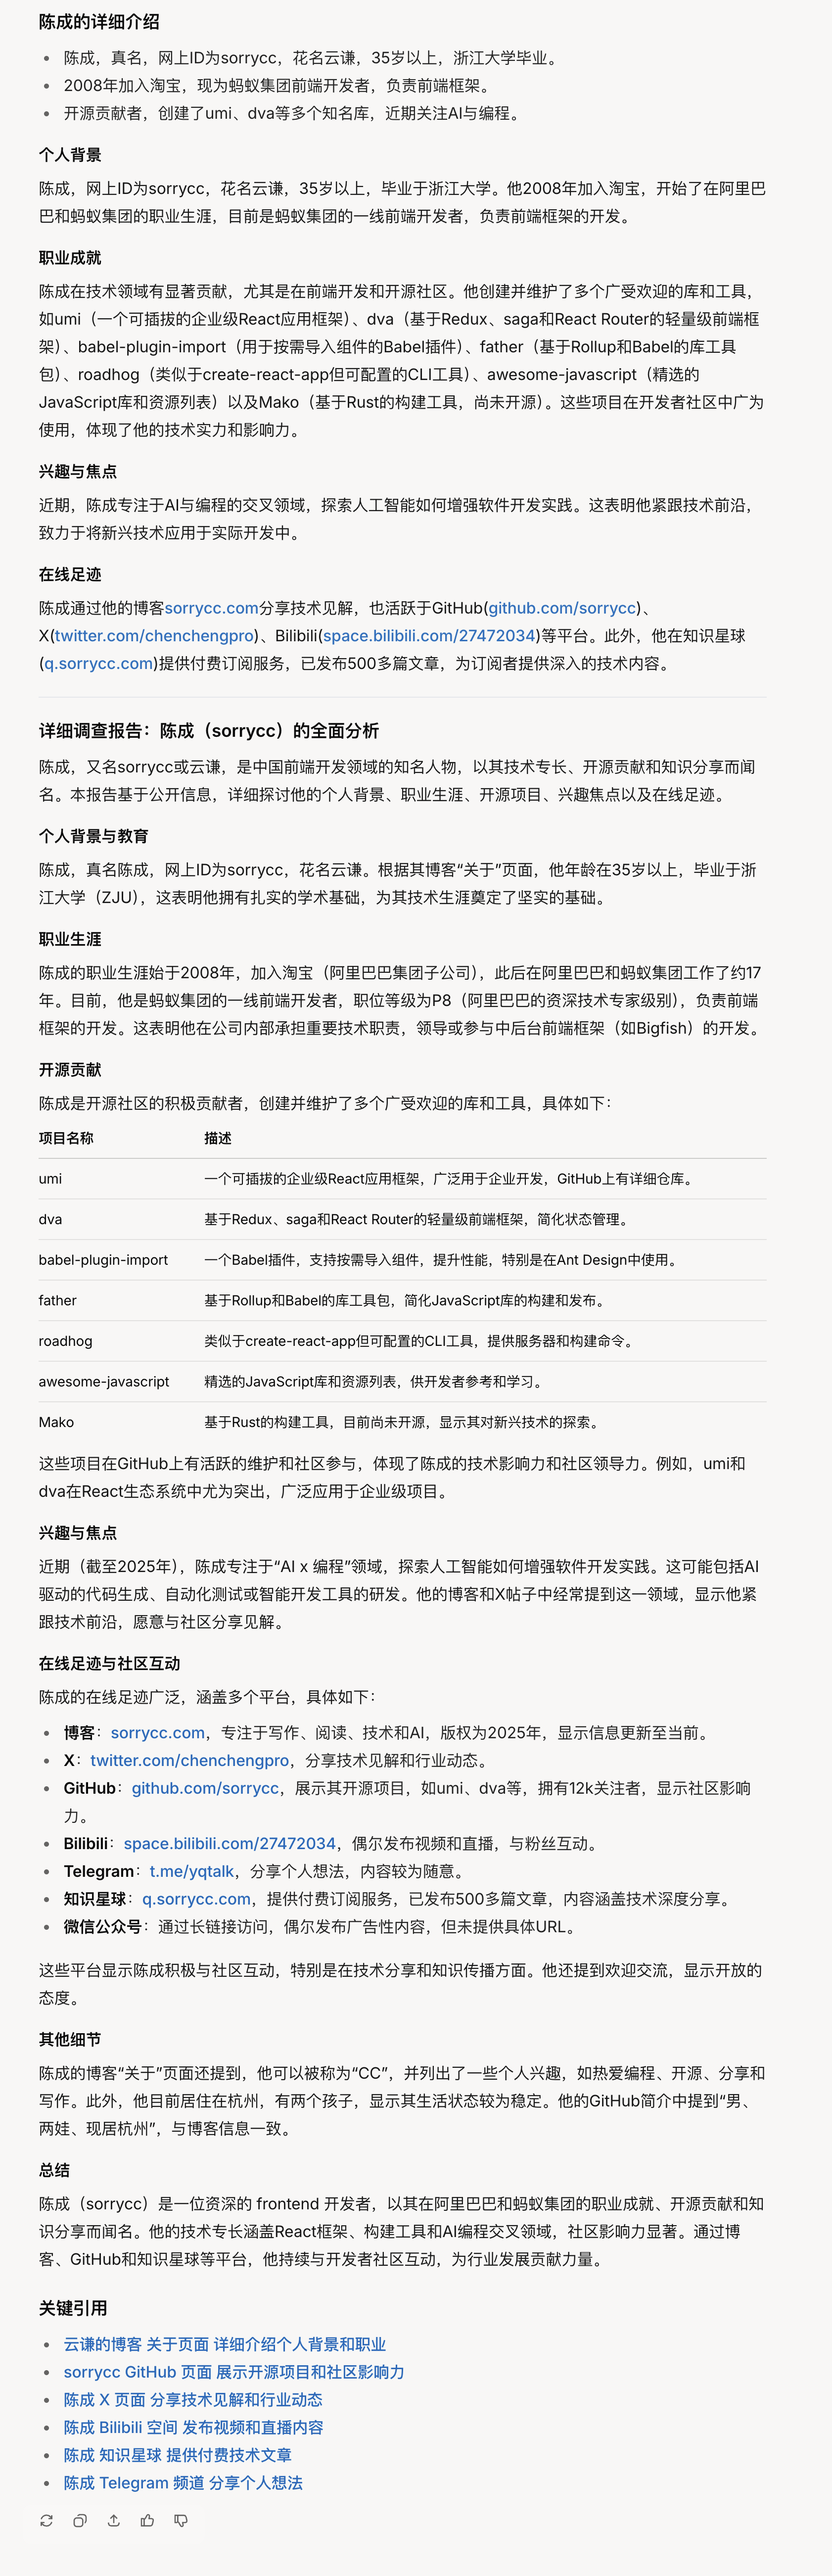 陈成的详细介绍
• 陈成，真名，网上ID为sorrycc，花名云谦，35岁以上，浙江大学毕业。
• 2008年加入淘宝，现为蚂蚁集团前端开发者，负责前端框架。
• 开源贡献者，创建了umi、dva等多个知名库，近期关注AI与编程。
个人背景
陈成，网上ID为sorrycc，花名云谦，35岁以上，毕业于浙江大学。他2008年加入淘宝，开始了在阿里巴
巴和蚂蚁集团的职业生涯，目前是蚂蚁集团的一线前端开发者，负责前端框架的开发。
职业成就
陈成在技术领域有显著贡献，尤其是在前端开发和开源社区。他创建并维护了多个广受欢迎的库和工具，
如umi（一个可插拔的企业级React应用框架）、dva（基于Redux、saga和React Router的轻量级前端框
架）、babel-plugin-import（用于按需导入组件的Babel插件）、father（基于Rollup和Babel的库工具
包）、roadhog（类似于create-react-app但可配置的CLI工具）、awesome-javascript（精选的
JavaScript库和资源列表）以及Mako（基于Rust的构建工具，尚未开源）。这些项目在开发者社区中广为
使用，体现了他的技术实力和影响力。
兴趣与焦点
近期，陈成专注于AI与编程的交叉领域，探索人工智能如何增强软件开发实践。这表明他紧跟技术前沿，
致力于将新兴技术应用于实际开发中。
在线足迹
陈成通过他的博客sorrycc.com分享技术见解，也活跃于GitHub(github.com/sorrycc)、
X(twitter.com/chenchengpro)、Bilibili(space.bilibili.com/27472034)等平台。此外，他在知识星球
(q.sorrycc.com)提供付费订阅服务，已发布500多篇文章，为订阅者提供深入的技术内容。
详细调查报告：陈成（sorrycc）的全面分析
陈成，又名sorrycc或云谦，是中国前端开发领域的知名人物，以其技术专长、开源贡献和知识分享而闻
名。本报告基于公开信息，详细探讨他的个人背景、职业生涯、开源项目、兴趣焦点以及在线足迹。
个人背景与教育
陈成，真名陈成，网上ID为sorrycc，花名云谦。根据其博客“关于”页面，他年龄在35岁以上，毕业于浙
江大学（ZJU），这表明他拥有扎实的学术基础，为其技术生涯奠定了坚实的基础。
职业生涯
陈成的职业生涯始于2008年，加入淘宝（阿里巴巴集团子公司），此后在阿里巴巴和蚂蚁集团工作了约17
年。目前，他是蚂蚁集团的一线前端开发者，职位等级为P8（阿里巴巴的资深技术专家级别），负责前端
框架的开发。这表明他在公司内部承担重要技术职责，领导或参与中后台前端框架（如Bigfish）的开发。
开源贡献
陈成是开源社区的积极贡献者，创建并维护了多个广受欢迎的库和工具，具体如下：
项目名称 描述
umi 一个可插拔的企业级React应用框架，广泛用于企业开发，GitHub上有详细仓库。
dva 基于Redux、saga和React Router的轻量级前端框架，简化状态管理。
babel-plugin-import 一个Babel插件，支持按需导入组件，提升性能，特别是在Ant Design中使用。
father 基于Rollup和Babel的库工具包，简化JavaScript库的构建和发布。
roadhog 类似于create-react-app但可配置的CLI工具，提供服务器和构建命令。
awesome-javascript 精选的JavaScript库和资源列表，供开发者参考和学习。
Mako 基于Rust的构建工具，目前尚未开源，显示其对新兴技术的探索。
这些项目在GitHub上有活跃的维护和社区参与，体现了陈成的技术影响力和社区领导力。例如，umi和
dva在React生态系统中尤为突出，广泛应用于企业级项目。
兴趣与焦点
近期（截至2025年），陈成专注于“AI x 编程”领域，探索人工智能如何增强软件开发实践。这可能包括AI
驱动的代码生成、自动化测试或智能开发工具的研发。他的博客和X帖子中经常提到这一领域，显示他紧
跟技术前沿，愿意与社区分享见解。
在线足迹与社区互动
陈成的在线足迹广泛，涵盖多个平台，具体如下：
• 博客：sorrycc.com，专注于写作、阅读、技术和AI，版权为2025年，显示信息更新至当前。
• X：twitter.com/chenchengpro，分享技术见解和行业动态。
• GitHub：github.com/sorrycc，展示其开源项目，如umi、dva等，拥有12k关注者，显示社区影响
力。
• Bilibili：space.bilibili.com/27472034，偶尔发布视频和直播，与粉丝互动。
• Telegram：t.me/yqtalk，分享个人想法，内容较为随意。
• 知识星球：q.sorrycc.com，提供付费订阅服务，已发布500多篇文章，内容涵盖技术深度分享。
• 微信公众号：通过长链接访问，偶尔发布广告性内容，但未提供具体URL。
这些平台显示陈成积极与社区互动，特别是在技术分享和知识传播方面。他还提到欢迎交流，显示开放的
态度。
其他细节
陈成的博客“关于”页面还提到，他可以被称为“CC”，并列出了一些个人兴趣，如热爱编程、开源、分享和
写作。此外，他目前居住在杭州，有两个孩子，显示其生活状态较为稳定。他的GitHub简介中提到“男、
两娃、现居杭州”，与博客信息一致。
总结
陈成（sorrycc）是一位资深的 frontend 开发者，以其在阿里巴巴和蚂蚁集团的职业成就、开源贡献和知
识分享而闻名。他的技术专长涵盖React框架、构建工具和AI编程交叉领域，社区影响力显著。通过博
客、GitHub和知识星球等平台，他持续与开发者社区互动，为行业发展贡献力量。
关键引用
• 云谦的博客 关于页面 详细介绍个人背景和职业
• sorrycc GitHub 页面 展示开源项目和社区影响力
• 陈成 X 页面 分享技术见解和行业动态
• 陈成 Bilibili 空间 发布视频和直播内容
• 陈成 知识星球 提供付费技术文章
• 陈成 Telegram 频道 分享个人想法